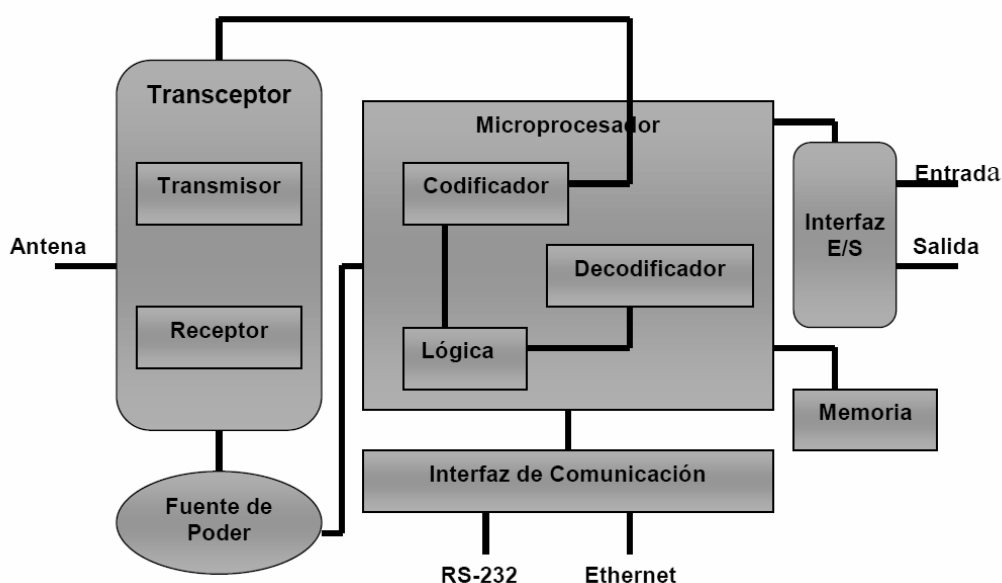 Transceptor
Transmisor
Antena
Receptor
Fuente de
Poder
Microprocesador
Codificador
Decodificador
Lógica
Interfaz
E/S
Entrada
Salida
Memoria
Interfaz de Comunicación
RS-232
Ethernet